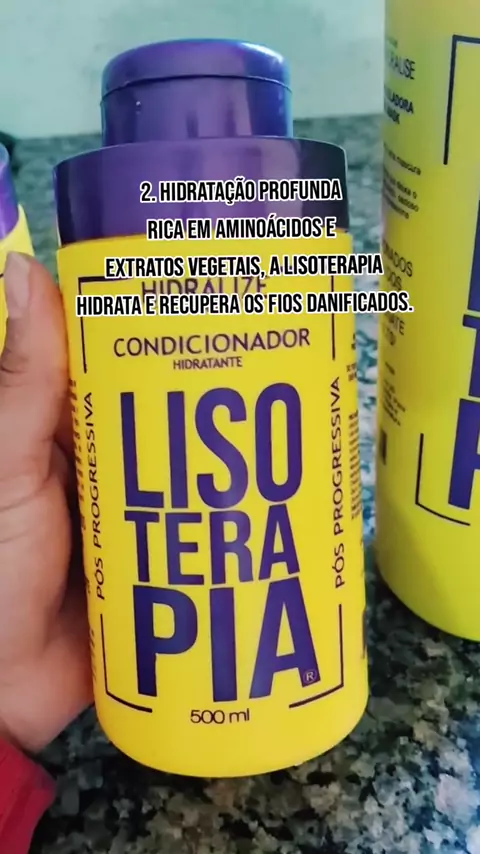 2. HIDRATAÇÃO PROFUNDA
RICA EM AMINOÁCIDOS E
EXTRATOS VEGETAIS, A LISOTERAPIA
HIDRATA E RECUPERA OS FIOS DANIFICADOS.
HIDRALIZE
CONDICIONADOR
HIDRATANTE
PÓS PROGRESSIVA
LISO
TERA
PIA®
PÓS PROGRESSIVA
500 ml